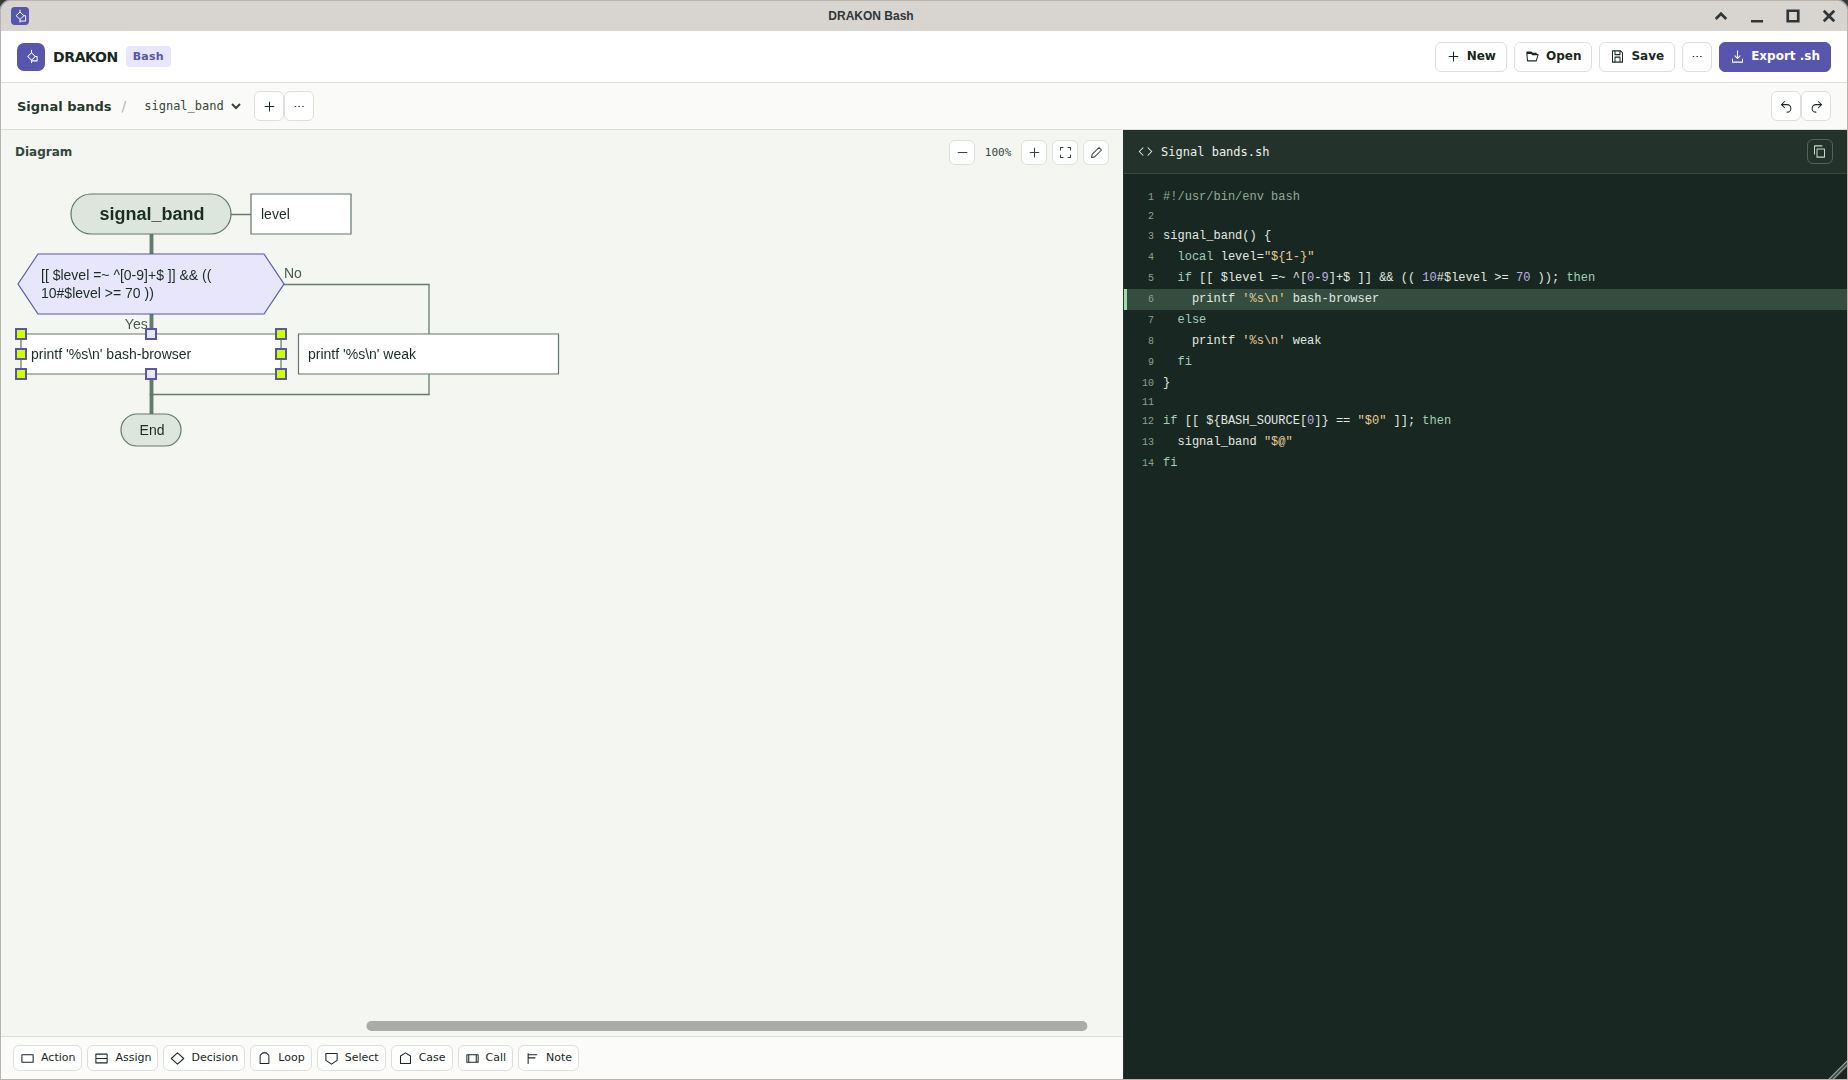 DRAKON Bash
DRAKON Bash
New Open Save ... Export .sh
Signal bands / signal_band + ...
Diagram
100%
signal_band
level
[[ $level =~ ^[0-9]+$ ]] && ((
10#$level >= 70 ))
No
Yes
printf '%s\n' bash-browser
printf '%s\n' weak
End
Action Assign Decision Loop Select Case Call Note
<> Signal bands.sh
1 #!/usr/bin/env bash
2
3 signal_band() {
4   local level="${1-}"
5   if [[ $level =~ ^[0-9]+$ ]] && (( 10#$level >= 70 )); then
6     printf '%s\n' bash-browser
7   else
8     printf '%s\n' weak
9   fi
10 }
11
12 if [[ ${BASH_SOURCE[0]} == "$0" ]]; then
13   signal_band "$@"
14 fi